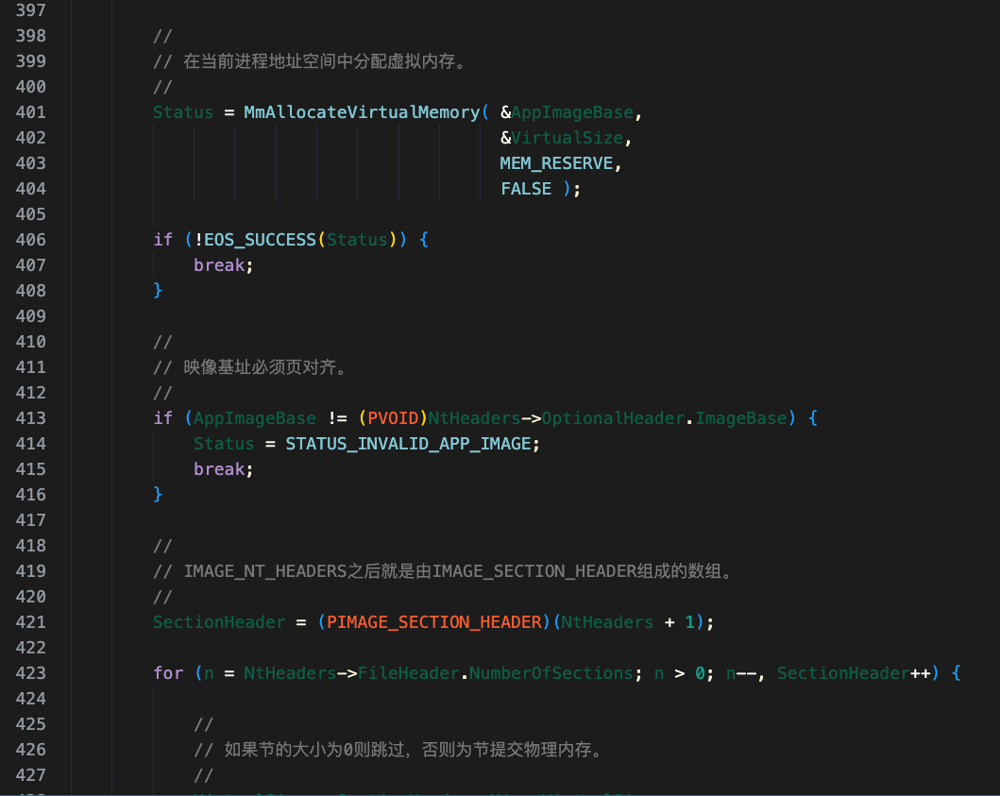 397
398 //
399 // 在当前进程地址空间中分配虚拟内存。
400 //
401 Status = MmAllocateVirtualMemory( &AppImageBase,
402 &VirtualSize,
403 MEM_RESERVE,
404 FALSE );
405
406 if (!EOS_SUCCESS(Status)) {
407 break;
408 }
409
410 //
411 // 映像基址必须页对齐。
412 //
413 if (AppImageBase != (PVOID)NtHeaders->OptionalHeader.ImageBase) {
414 Status = STATUS_INVALID_APP_IMAGE;
415 break;
416 }
417
418 //
419 // IMAGE_NT_HEADERS之后就是由IMAGE_SECTION_HEADER组成的数组。
420 //
421 SectionHeader = (PIMAGE_SECTION_HEADER)(NtHeaders + 1);
422
423 for (n = NtHeaders->FileHeader.NumberOfSections; n > 0; n--, SectionHeader++) {
424
425 //
426 // 如果节的大小为0则跳过，否则为节提交物理内存。
427 //